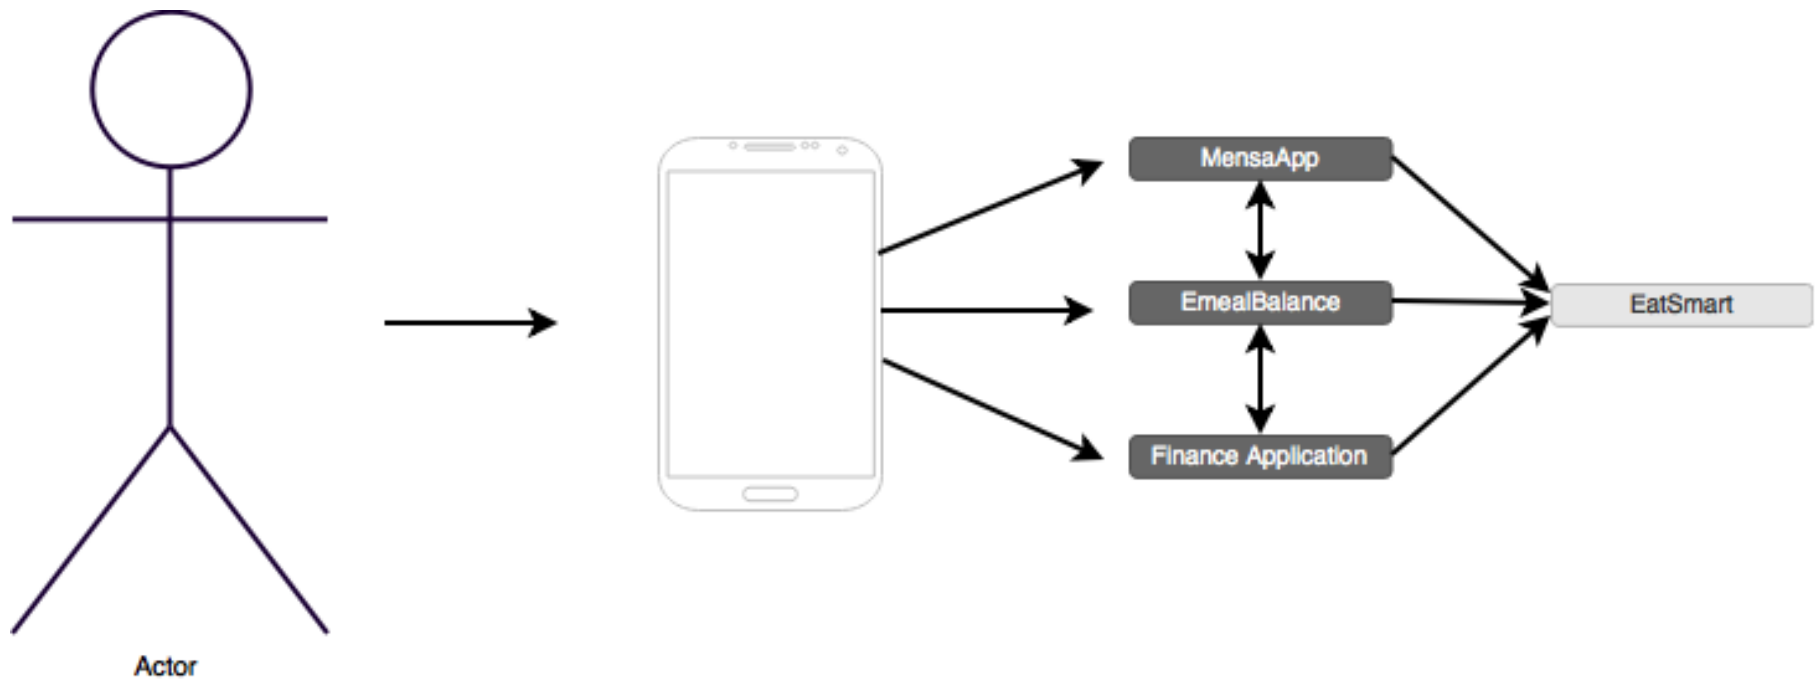 MensaApp
EmealBalance
EatSmart
Finance Application
Actor